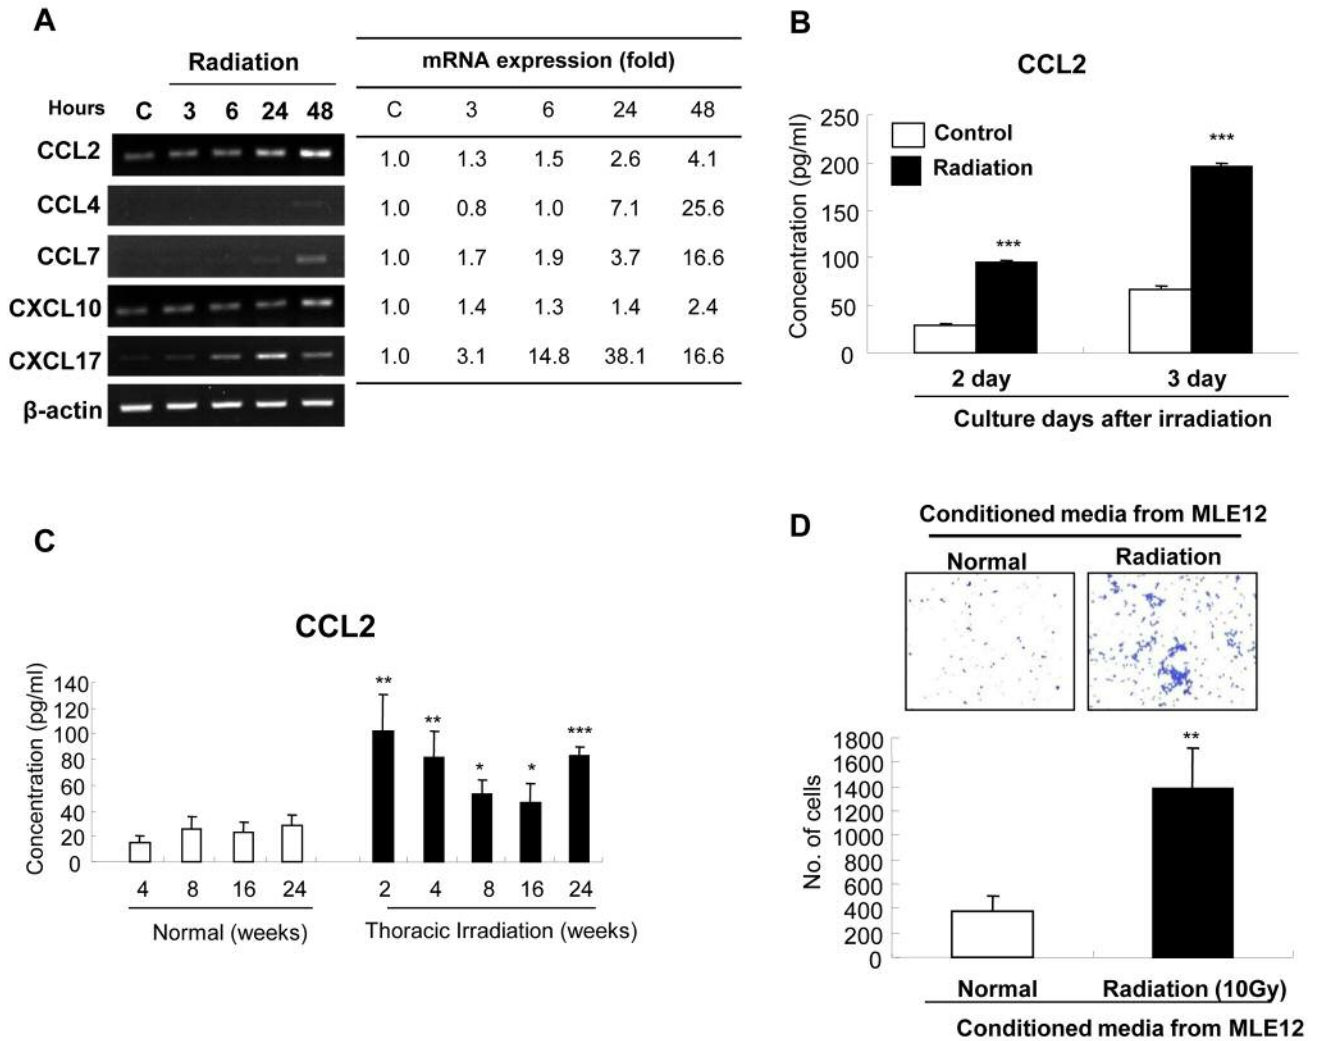 A
Radiation
Hours C 3 6 24 48
CCL2
CCL4
CCL7
CXCL10
CXCL17
β-actin
mRNA expression (fold)
C 3 6 24 48
1.0 1.3 1.5 2.6 4.1
1.0 0.8 1.0 7.1 25.6
1.0 1.7 1.9 3.7 16.6
1.0 1.4 1.3 1.4 2.4
1.0 3.1 14.8 38.1 16.6
B
CCL2
Concentration (pg/ml)
250
200
150
100
50
0
Control
Radiation
***
***
2 day 3 day
Culture days after irradiation
C
CCL2
Concentration (pg/ml)
140
120
100
80
60
40
20
0
** ** * * ***
4 8 16 24 2 4 8 16 24
Normal (weeks) Thoracic Irradiation (weeks)
D
Conditioned media from MLE12
Normal Radiation
No. of cells
1800
1600
1400
1200
1000
800
600
400
200
0
**
Normal Radiation (10Gy)
Conditioned media from MLE12